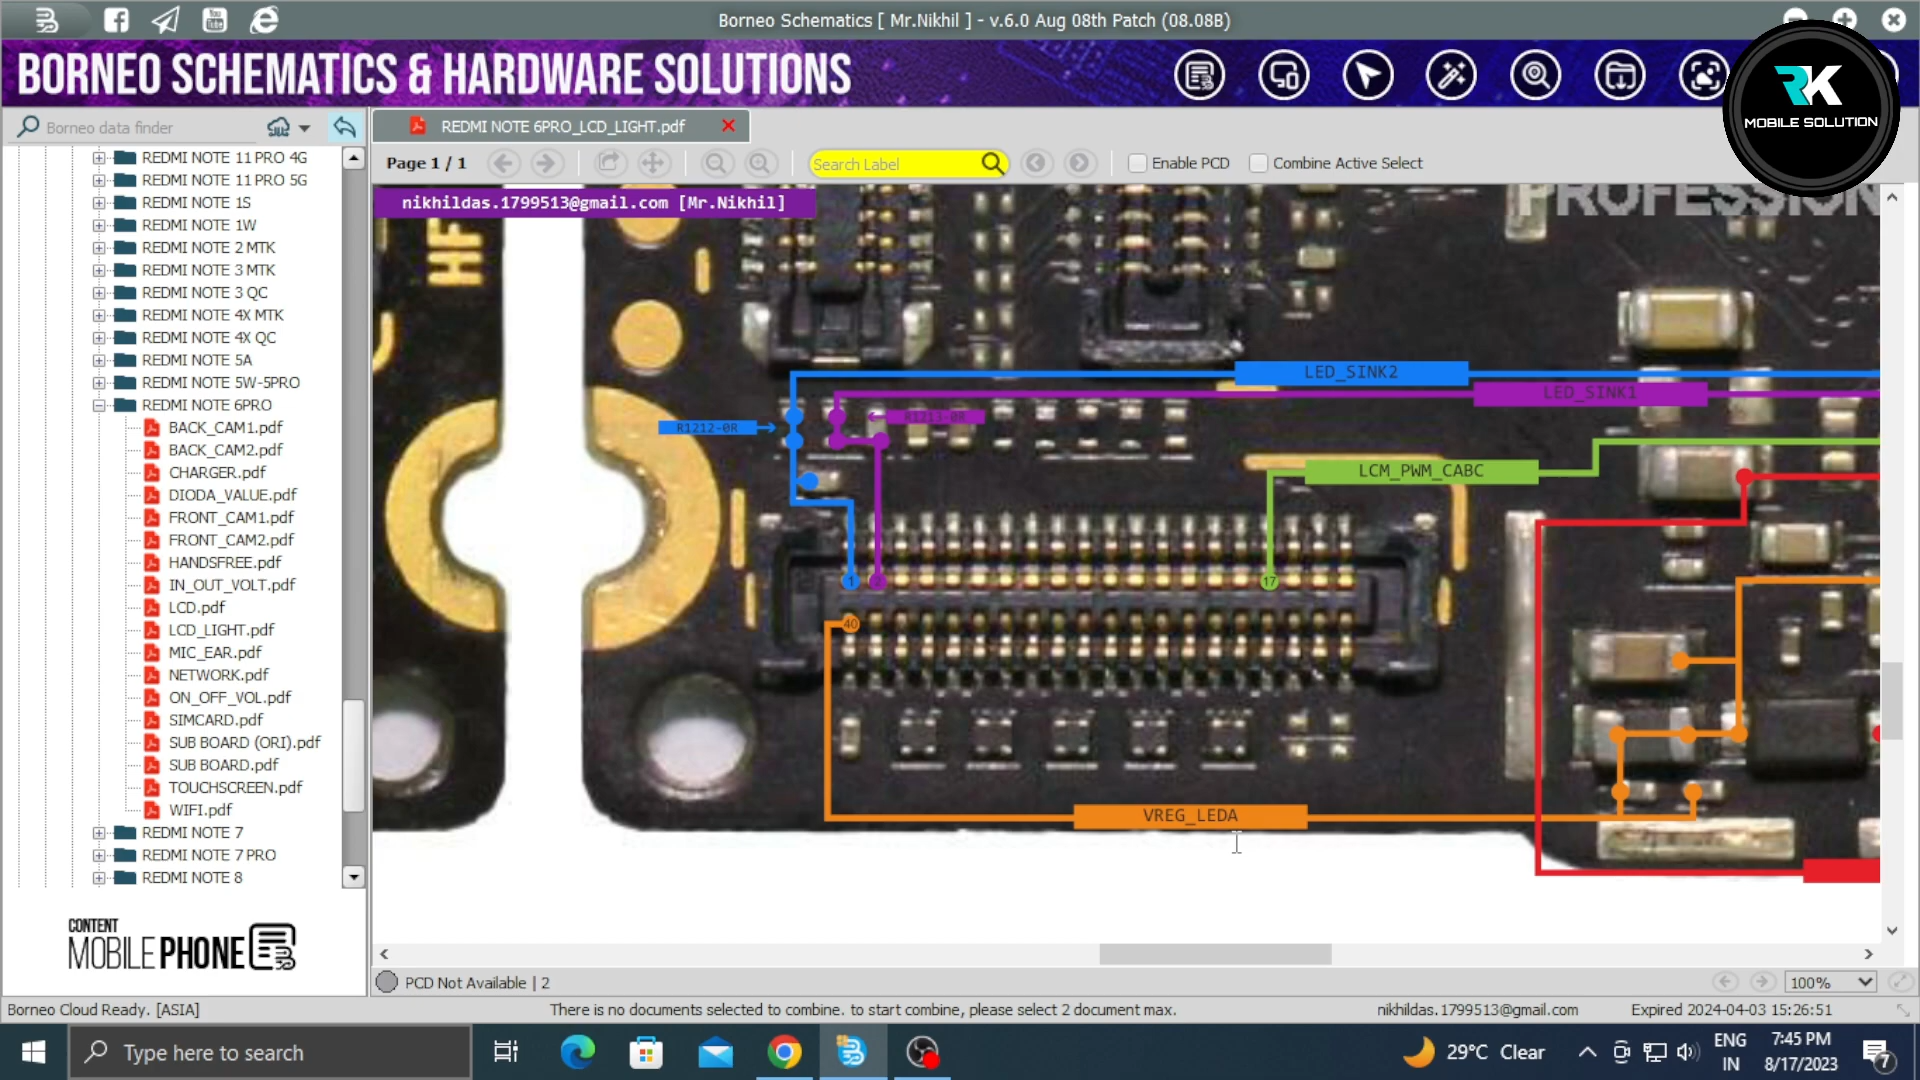 Borneo Schematics [ Mr.Nikhil ] - v.6.0 Aug 08th Patch (08.08B)
BORNEO SCHEMATICS & HARDWARE SOLUTIONS
RK
MOBILE SOLUTION
Borneo data finder
REDMI NOTE 6PRO_LCD_LIGHT.pdf
Page 1 / 1
Search Label
Enable PCD
Combine Active Select
nikhildas.1799513@gmail.com [Mr.Nikhil]
REDMI NOTE 11 PRO 4G
REDMI NOTE 11 PRO 5G
REDMI NOTE 1S
REDMI NOTE 1W
REDMI NOTE 2 MTK
REDMI NOTE 3 MTK
REDMI NOTE 3 QC
REDMI NOTE 4X MTK
REDMI NOTE 4X QC
REDMI NOTE 5A
REDMI NOTE 5W-5PRO
REDMI NOTE 6PRO
BACK_CAM1.pdf
BACK_CAM2.pdf
CHARGER.pdf
DIODA_VALUE.pdf
FRONT_CAM1.pdf
FRONT_CAM2.pdf
HANDSFREE.pdf
IN_OUT_VOLT.pdf
LCD.pdf
LCD_LIGHT.pdf
MIC_EAR.pdf
NETWORK.pdf
ON_OFF_VOL.pdf
SIMCARD.pdf
SUB BOARD (ORI).pdf
SUB BOARD.pdf
TOUCHSCREEN.pdf
WIFI.pdf
REDMI NOTE 7
REDMI NOTE 7 PRO
REDMI NOTE 8
CONTENT
MOBILE PHONE
PROFESSION
HF
LED_SINK2
LED_SINK1
R1213-0R
R1212-0R
LCM_PWM_CABC
1
2
17
40
VREG_LEDA
PCD Not Available | 2
100%
Borneo Cloud Ready. [ASIA]
There is no documents selected to combine. to start combine, please select 2 document max.
nikhildas.1799513@gmail.com
Expired 2024-04-03 15:26:51
Type here to search
29°C Clear
ENG
IN
7:45 PM
8/17/2023
7